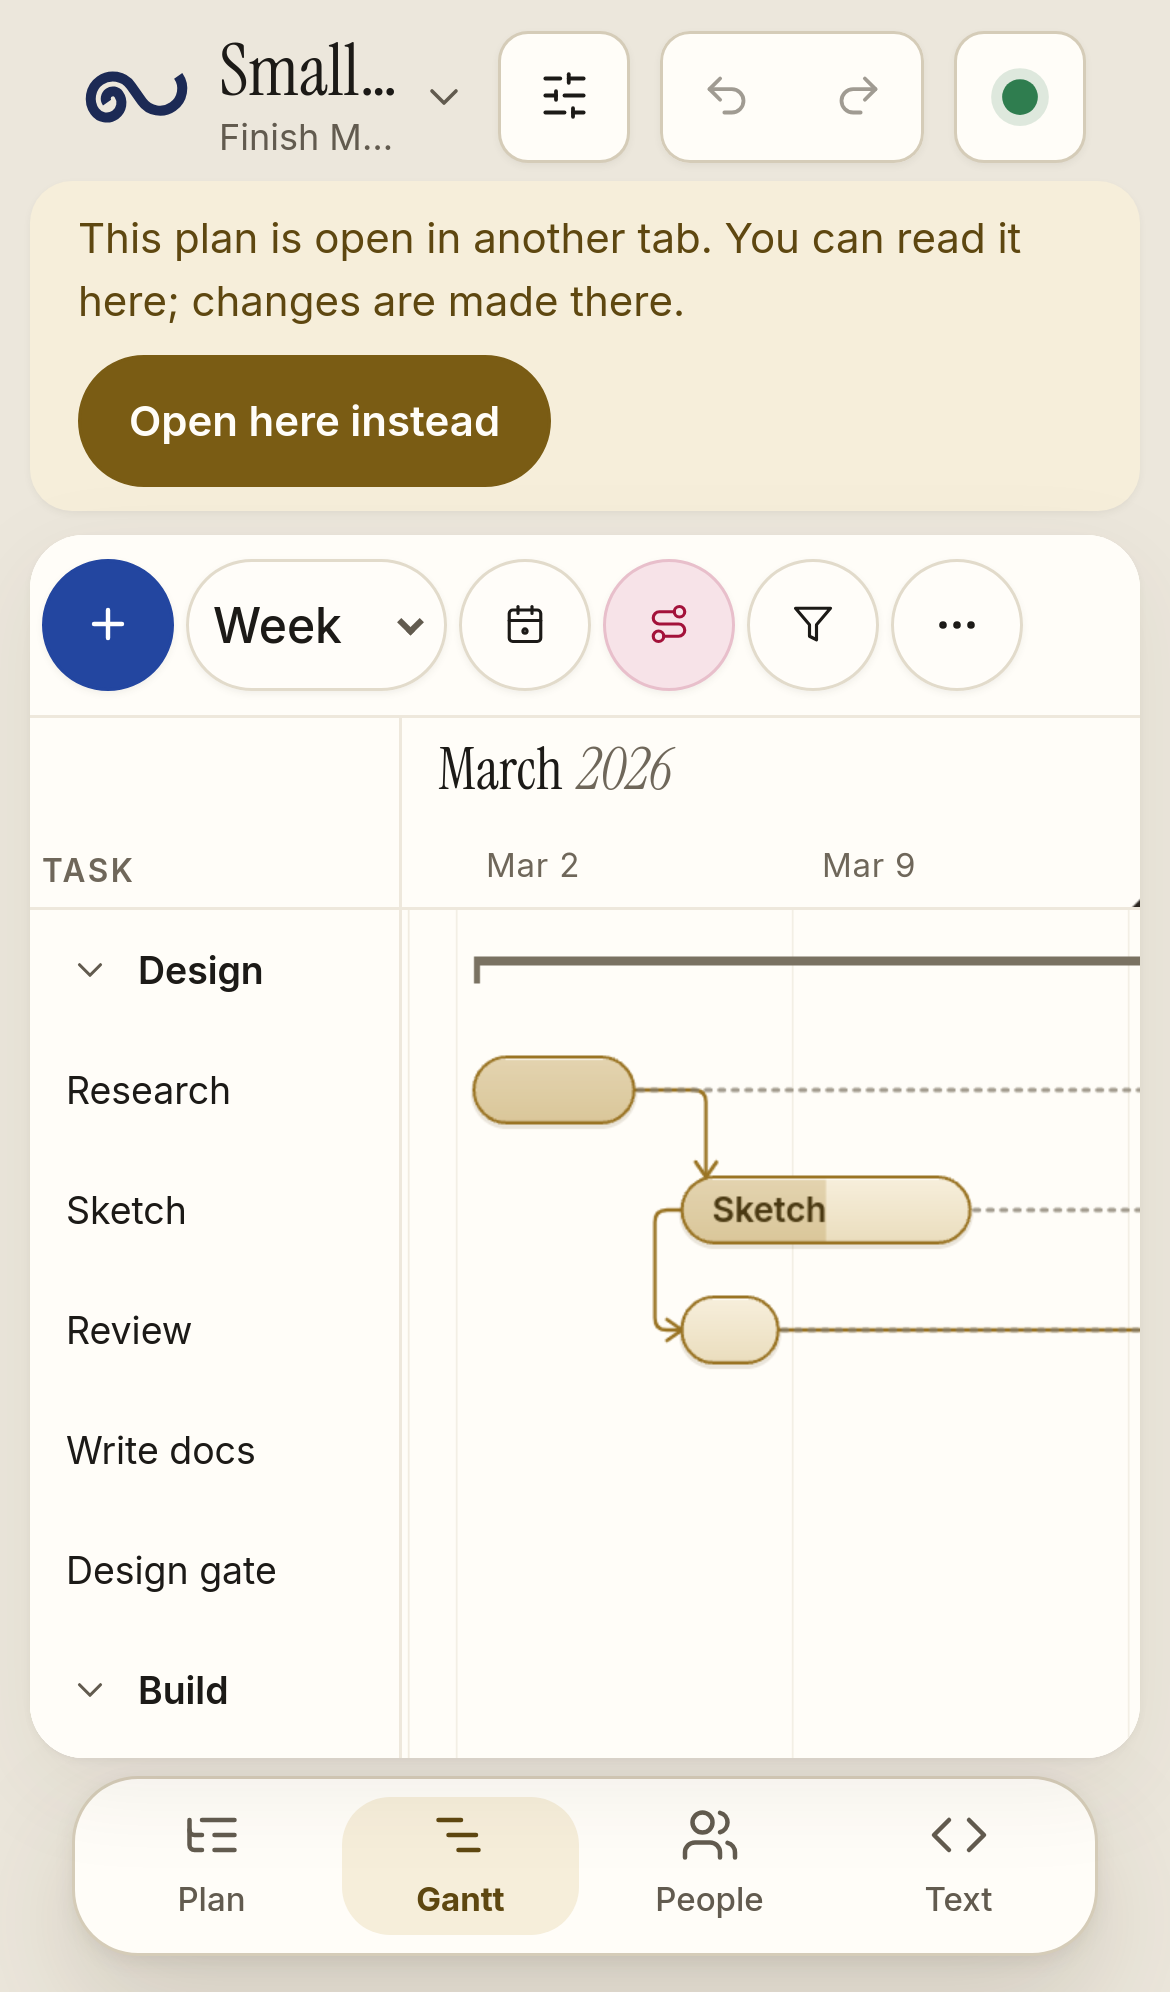 Small...
Finish M...
This plan is open in another tab. You can read it
here; changes are made there.
Open here instead
Week
March 2026
TASK
Mar 2
Mar 9
Design
Research
Sketch
Sketch
Review
Write docs
Design gate
Build
Plan
Gantt
People
Text